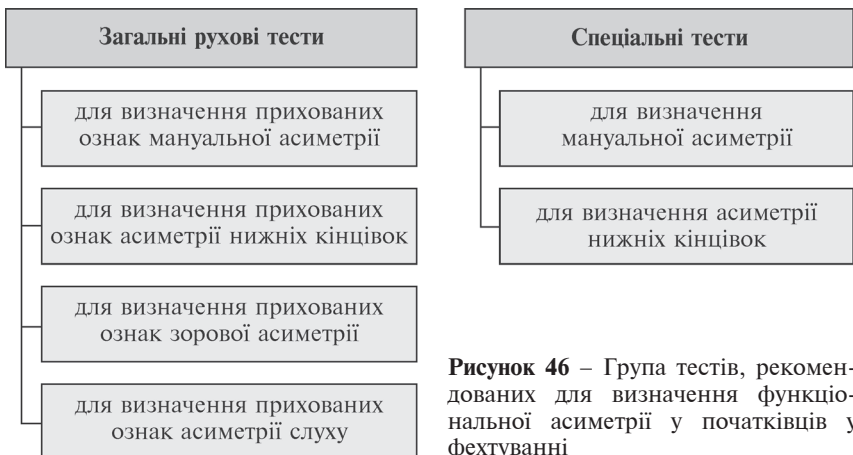 Загальні рухові тести
для визначення прихованих
ознак мануальної асиметрії
для визначення прихованих
ознак асиметрії нижніх кінцівок
для визначення прихованих
ознак зорової асиметрії
для визначення прихованих
ознак асиметрії слуху
Спеціальні тести
для визначення
мануальної асиметрії
для визначення асиметрії
нижніх кінцівок
Рисунок 46 – Група тестів, рекомен-
дованих для визначення функціо-
нальної асиметрії у початківців у
фехтуванні